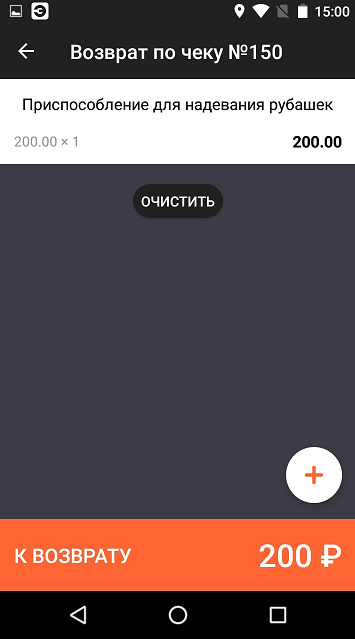 15:00
Возврат по чеку №150
Приспособление для надевания рубашек
200.00 × 1 200.00
ОЧИСТИТЬ
К ВОЗВРАТУ 200 ₽